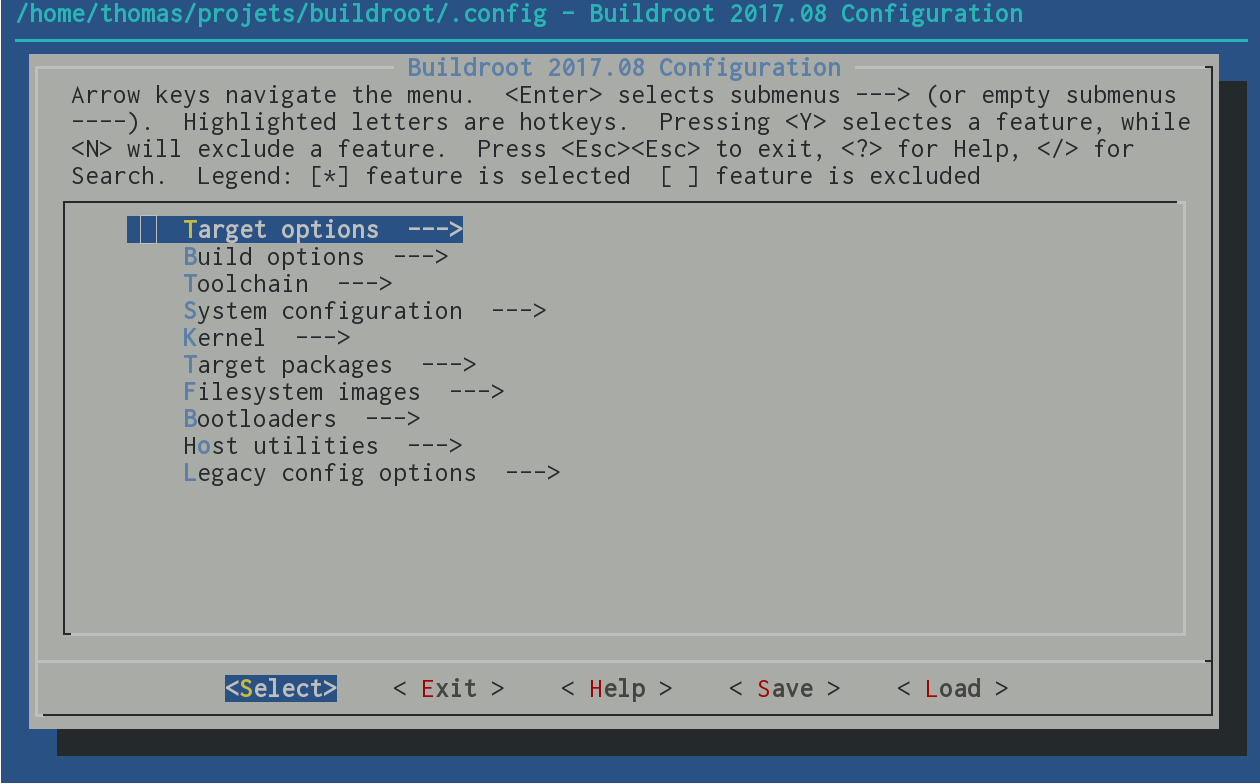 /home/thomas/projets/buildroot/.config - Buildroot 2017.08 Configuration
Buildroot 2017.08 Configuration
Arrow keys navigate the menu.  <Enter> selects submenus ---> (or empty submenus
----).  Highlighted letters are hotkeys.  Pressing <Y> selectes a feature, while
<N> will exclude a feature.  Press <Esc><Esc> to exit, <?> for Help, </> for
Search.  Legend: [*] feature is selected  [ ] feature is excluded
Target options  --->
Build options  --->
Toolchain  --->
System configuration  --->
Kernel  --->
Target packages  --->
Filesystem images  --->
Bootloaders  --->
Host utilities  --->
Legacy config options  --->
<Select>    < Exit >    < Help >    < Save >    < Load >